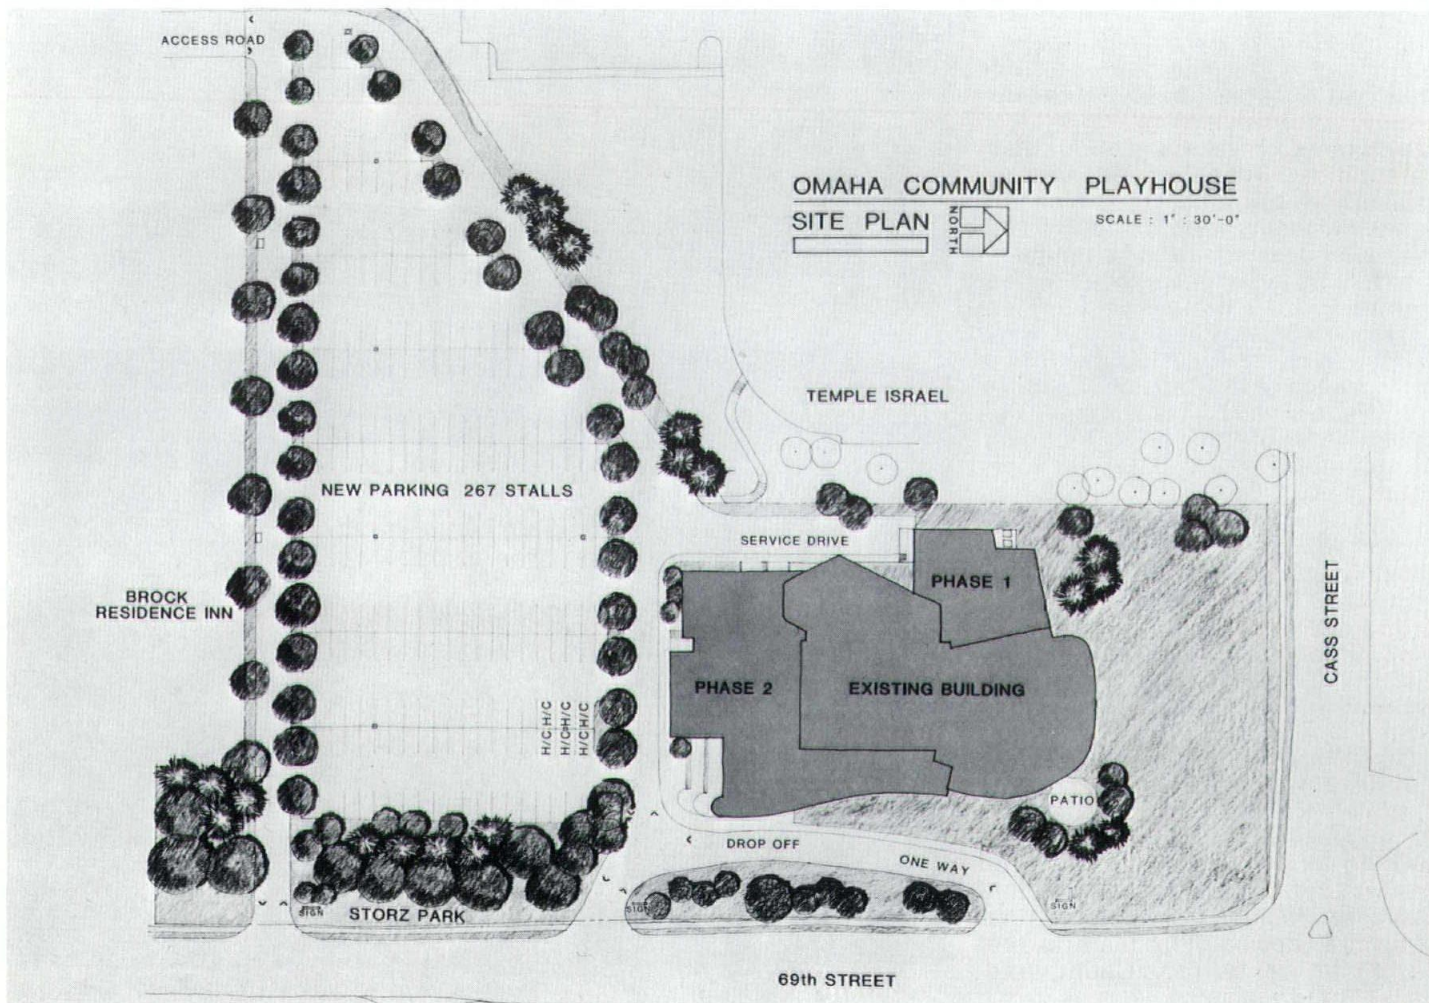 ACCESS ROAD
OMAHA COMMUNITY PLAYHOUSE
SITE PLAN
NORTH
SCALE : 1" : 30'-0"
TEMPLE ISRAEL
NEW PARKING 267 STALLS
SERVICE DRIVE
PHASE 1
BROCK
RESIDENCE INN
CASS STREET
PHASE 2
EXISTING BUILDING
H/C H/C
H/C H/C
H/C H/C
PATIO
DROP OFF
ONE WAY
SIGN
STORZ PARK
SIGN
SIGN
69th STREET